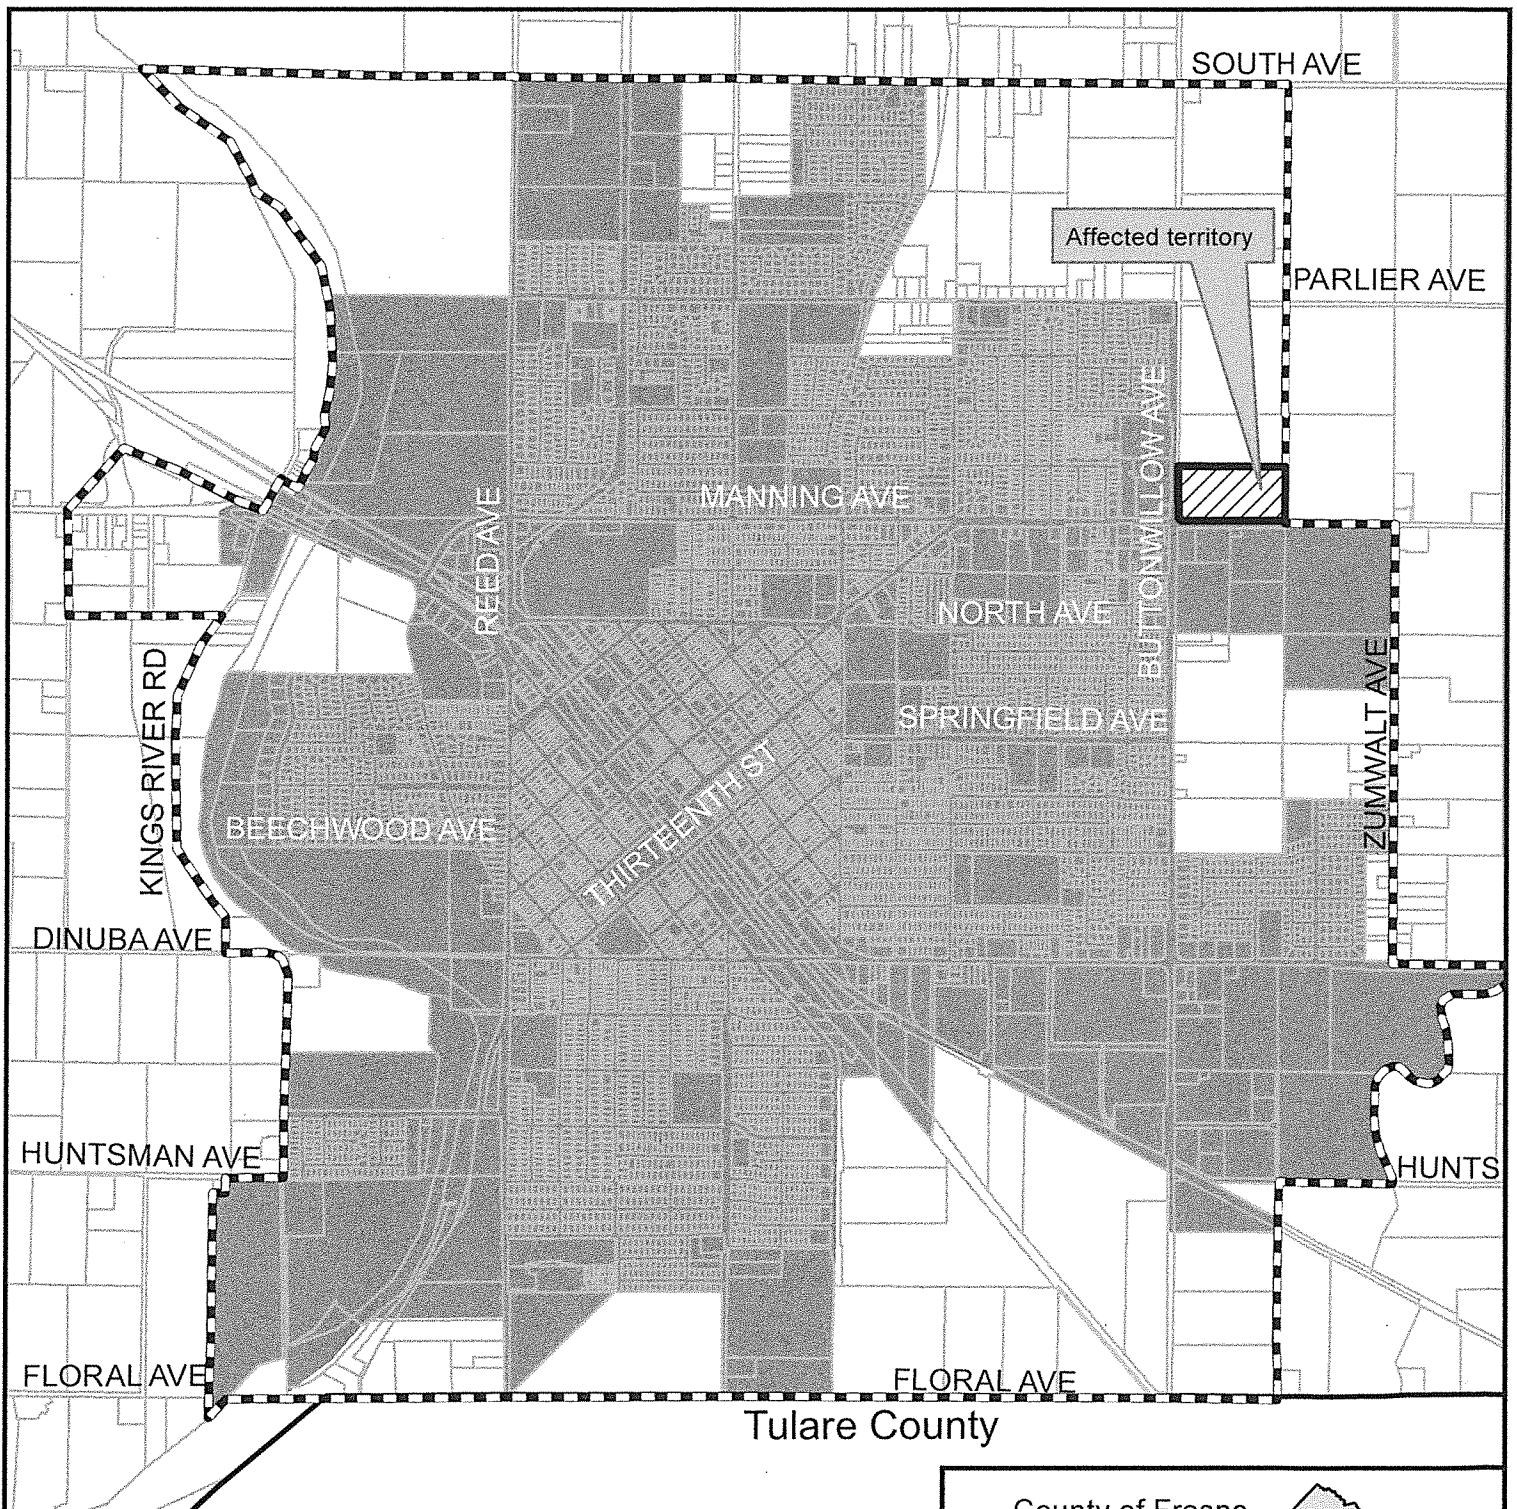 SOUTH AVE
Affected territory
PARLIER AVE
BUTTONWILLOW AVE
MANNING AVE
REED AVE
NORTH AVE
KINGS RIVER RD
SPRINGFIELD AVE
ZUMWALT AVE
THIRTEENTH ST
BEECHWOOD AVE
DINUBA AVE
HUNTSMAN AVE
HUNTS
FLORAL AVE
FLORAL AVE
Tulare County
County of Fresno